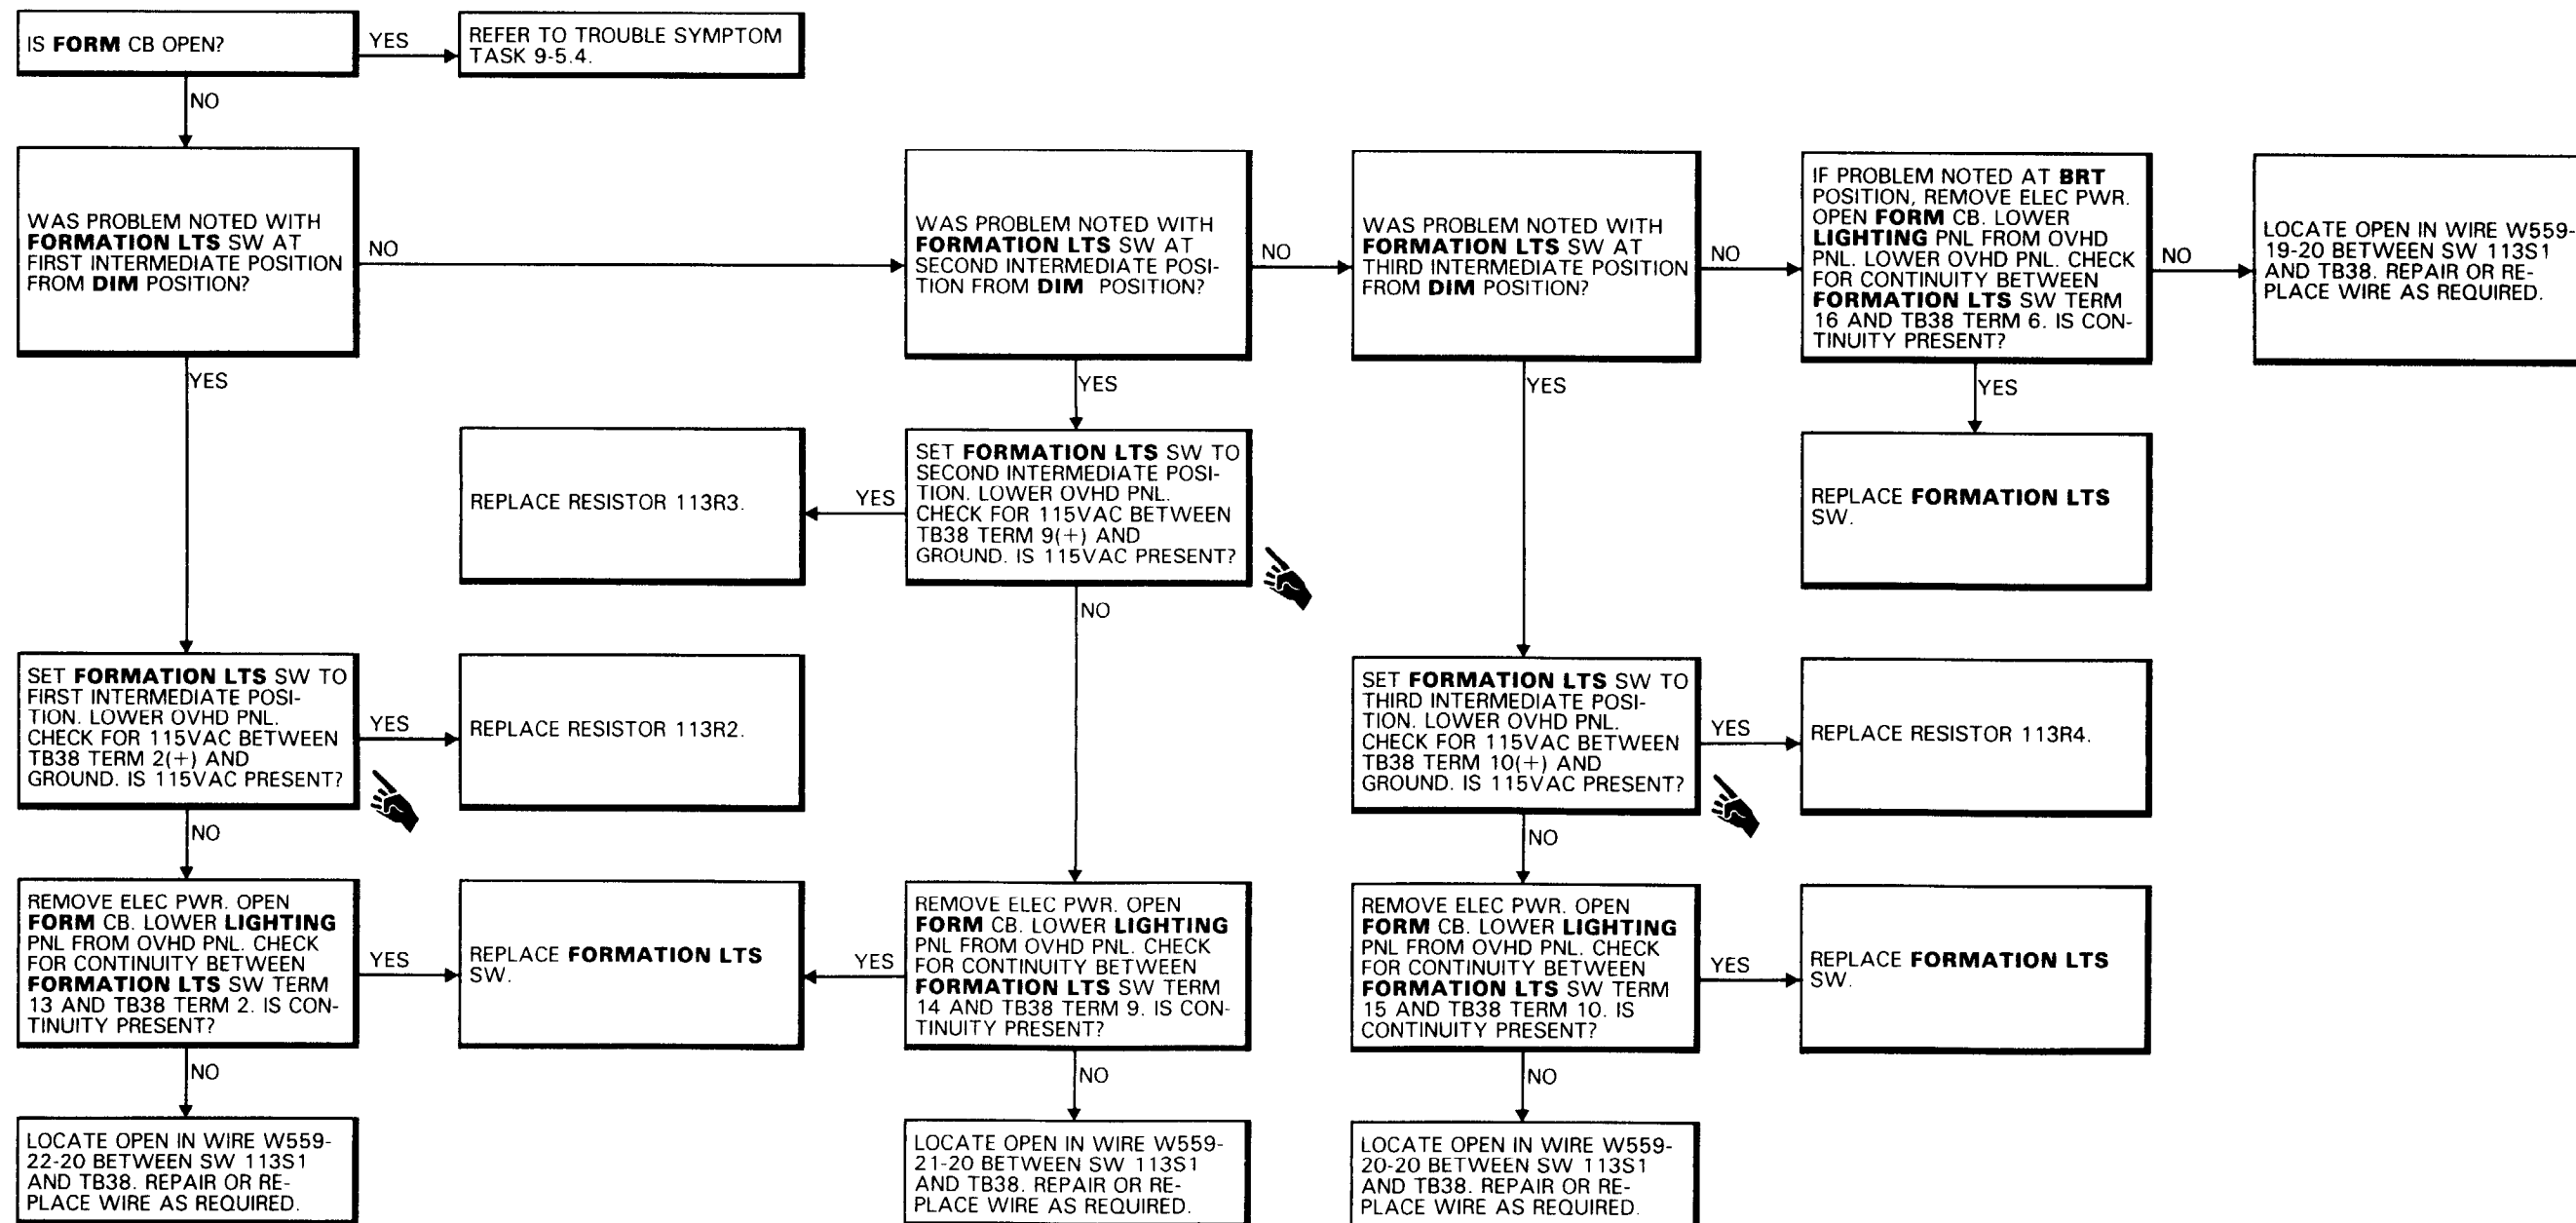 IS FORM CB OPEN?
YES
REFER TO TROUBLE SYMPTOM
TASK 9-5.4.
NO
WAS PROBLEM NOTED WITH
FORMATION LTS SW AT
FIRST INTERMEDIATE POSITION
FROM DIM POSITION?
NO
WAS PROBLEM NOTED WITH
FORMATION LTS SW AT
SECOND INTERMEDIATE POSI-
TION FROM DIM POSITION?
NO
WAS PROBLEM NOTED WITH
FORMATION LTS SW AT
THIRD INTERMEDIATE POSITION
FROM DIM POSITION?
NO
IF PROBLEM NOTED AT BRT
POSITION, REMOVE ELEC PWR.
OPEN FORM CB. LOWER
LIGHTING PNL FROM OVHD
PNL. LOWER OVHD PNL. CHECK
FOR CONTINUITY BETWEEN
FORMATION LTS SW TERM
16 AND TB38 TERM 6. IS CON-
TINUITY PRESENT?
NO
LOCATE OPEN IN WIRE W559-
19-20 BETWEEN SW 113S1
AND TB38. REPAIR OR RE-
PLACE WIRE AS REQUIRED.
YES
YES
YES
YES
REPLACE RESISTOR 113R3.
YES
SET FORMATION LTS SW TO
SECOND INTERMEDIATE POSI-
TION. LOWER OVHD PNL.
CHECK FOR 115VAC BETWEEN
TB38 TERM 9(+) AND
GROUND. IS 115VAC PRESENT?
REPLACE FORMATION LTS
SW.
NO
SET FORMATION LTS SW TO
FIRST INTERMEDIATE POSI-
TION. LOWER OVHD PNL.
CHECK FOR 115VAC BETWEEN
TB38 TERM 2(+) AND
GROUND. IS 115VAC PRESENT?
YES
REPLACE RESISTOR 113R2.
SET FORMATION LTS SW TO
THIRD INTERMEDIATE POSI-
TION. LOWER OVHD PNL.
CHECK FOR 115VAC BETWEEN
TB38 TERM 10(+) AND
GROUND. IS 115VAC PRESENT?
YES
REPLACE RESISTOR 113R4.
NO
NO
REMOVE ELEC PWR. OPEN
FORM CB. LOWER LIGHTING
PNL FROM OVHD PNL. CHECK
FOR CONTINUITY BETWEEN
FORMATION LTS SW TERM
13 AND TB38 TERM 2. IS CON-
TINUITY PRESENT?
YES
REPLACE FORMATION LTS
SW.
YES
REMOVE ELEC PWR. OPEN
FORM CB. LOWER LIGHTING
PNL FROM OVHD PNL. CHECK
FOR CONTINUITY BETWEEN
FORMATION LTS SW TERM
14 AND TB38 TERM 9. IS CON-
TINUITY PRESENT?
REMOVE ELEC PWR. OPEN
FORM CB. LOWER LIGHTING
PNL FROM OVHD PNL. CHECK
FOR CONTINUITY BETWEEN
FORMATION LTS SW TERM
15 AND TB38 TERM 10. IS
CONTINUITY PRESENT?
YES
REPLACE FORMATION LTS
SW.
NO
NO
NO
LOCATE OPEN IN WIRE W559-
22-20 BETWEEN SW 113S1
AND TB38. REPAIR OR RE-
PLACE WIRE AS REQUIRED.
LOCATE OPEN IN WIRE W559-
21-20 BETWEEN SW 113S1
AND TB38. REPAIR OR RE-
PLACE WIRE AS REQUIRED.
LOCATE OPEN IN WIRE W559-
20-20 BETWEEN SW 113S1
AND TB38. REPAIR OR RE-
PLACE WIRE AS REQUIRED.